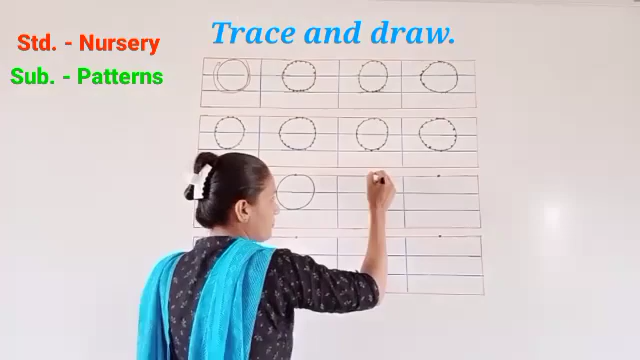 Trace and draw.
Std. - Nursery
Sub. - Patterns